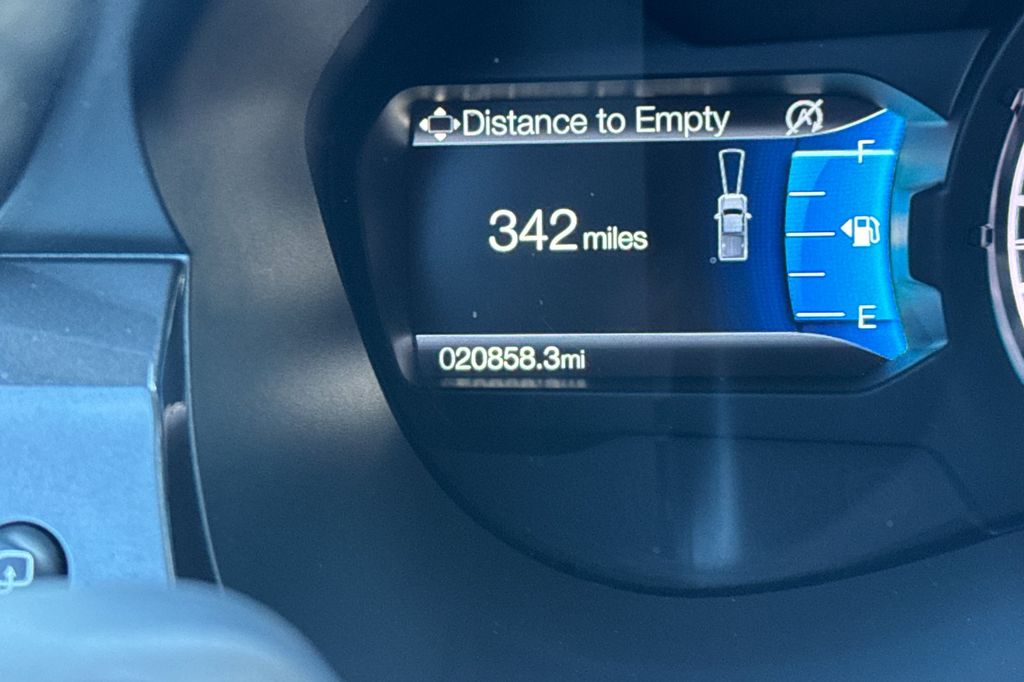 Distance to Empty
F
342 miles
E
020858.3mi